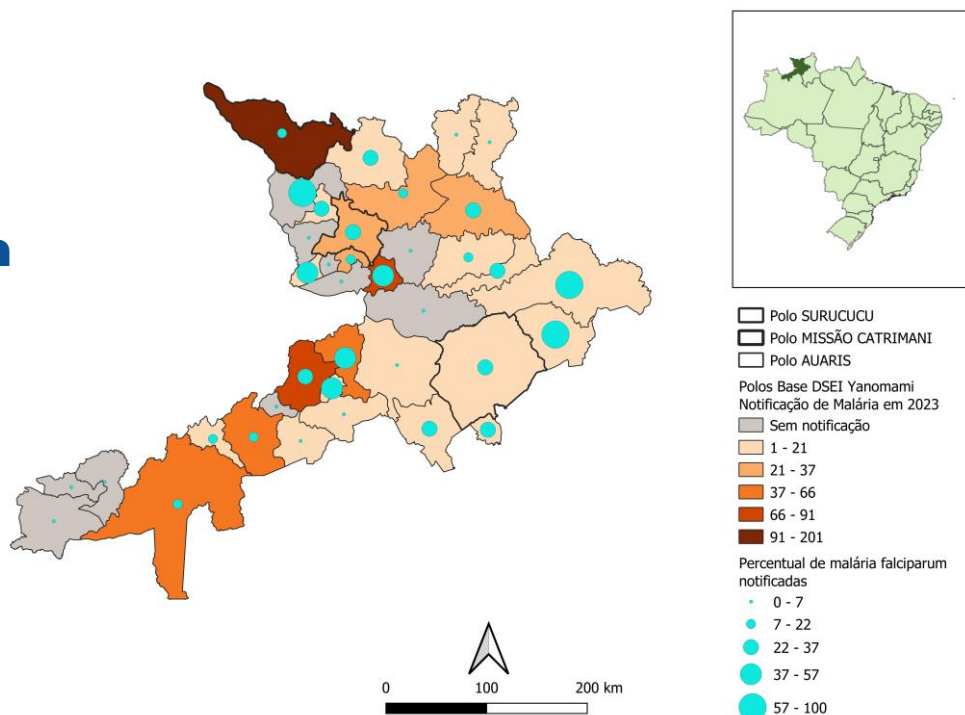 Polo SURUCUCU
Polo MISSÃO CATRIMANI
Polo AUARIS
Polos Base DSEI Yanomami
Notificação de Malária em 2023
Sem notificação
1 - 21
21 - 37
37 - 66
66 - 91
91 - 201
Percentual de malária falciparum
notificadas
0 - 7
7 - 22
22 - 37
37 - 57
57 - 100
0 100 200 km